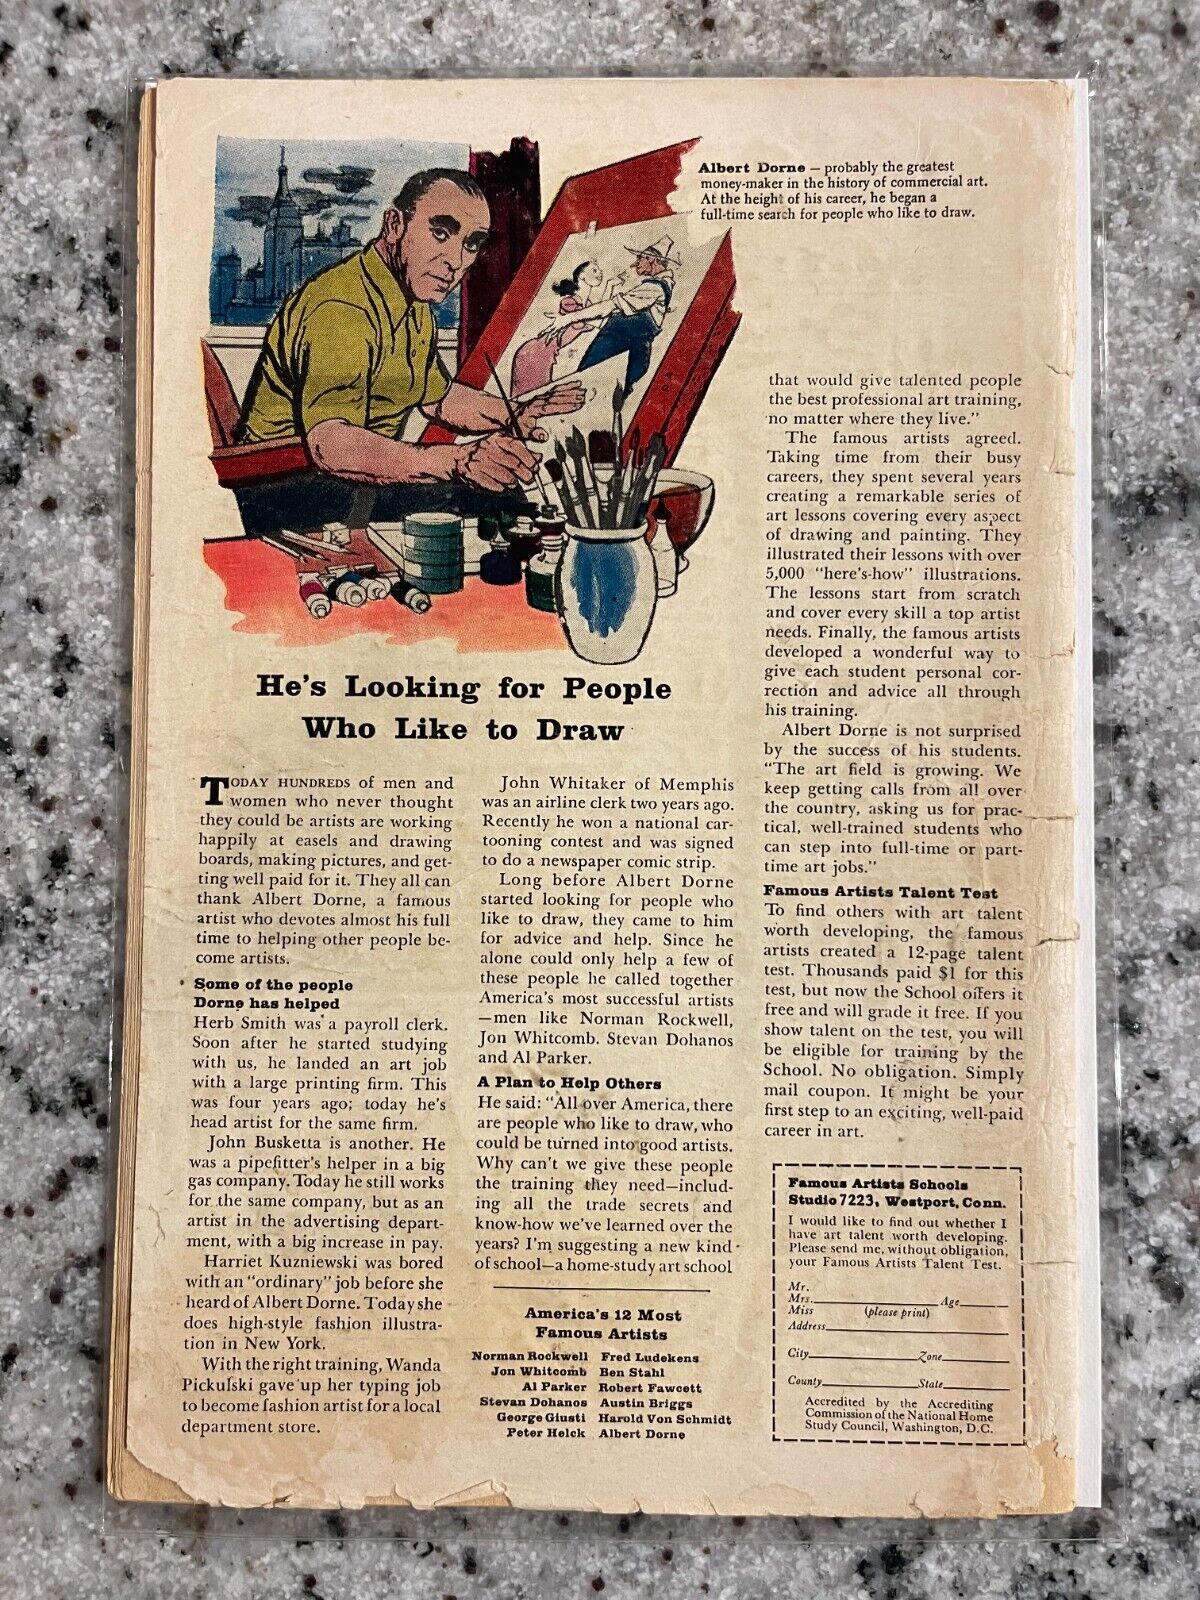 Albert Dorne — probably the greatest
money-maker in the history of commercial art.
At the height of his career, he began a
full-time search for people who like to draw.
He's Looking for People
Who Like to Draw
TODAY HUNDREDS of men and
women who never thought
they could be artists are working
happily at easels and drawing
boards, making pictures, and get-
ting well paid for it. They all can
thank Albert Dorne, a famous
artist who devotes almost his full
time to helping other people be-
come artists.
Some of the people
Dorne has helped
Herb Smith was a payroll clerk.
Soon after he started studying
with us, he landed an art job
with a large printing firm. This
was four years ago; today he's
head artist for the same firm.
John Busketta is another. He
was a pipefitter's helper in a big
gas company. Today he still works
for the same company, but as an
artist in the advertising depart-
ment, with a big increase in pay.
Harriet Kuzniewski was bored
with an "ordinary" job before she
heard of Albert Dorne. Today she
does high-style fashion illustra-
tion in New York.
With the right training, Wanda
Pickulski gave up her typing job
to become fashion artist for a local
department store.
John Whitaker of Memphis
was an airline clerk two years ago.
Recently he won a national car-
tooning contest and was signed
to do a newspaper comic strip.
Long before Albert Dorne
started looking for people who
like to draw, they came to him
for advice and help. Since he
alone could only help a few of
these people he called together
America's most successful artists
—men like Norman Rockwell,
Jon Whitcomb. Stevan Dohanos
and Al Parker.
A Plan to Help Others
He said: "All over America, there
are people who like to draw, who
could be turned into good artists.
Why can't we give these people
the training they need—includ-
ing all the trade secrets and
know-how we've learned over the
years? I'm suggesting a new kind
of school—a home-study art school
America's 12 Most
Famous Artists
Norman Rockwell Fred Ludekens
Jon Whitcomb Ben Stahl
Al Parker Robert Fawcett
Stevan Dohanos Austin Briggs
George Giusti Harold Von Schmidt
Peter Helck Albert Dorne
that would give talented people
the best professional art training,
no matter where they live."
The famous artists agreed.
Taking time from their busy
careers, they spent several years
creating a remarkable series of
art lessons covering every aspect
of drawing and painting. They
illustrated their lessons with over
5,000 "here's-how" illustrations.
The lessons start from scratch
and cover every skill a top artist
needs. Finally, the famous artists
developed a wonderful way to
give each student personal cor-
rection and advice all through
his training.
Albert Dorne is not surprised
by the success of his students.
"The art field is growing. We
keep getting calls from all over
the country, asking us for prac-
tical, well-trained students who
can step into full-time or part-
time art jobs."
Famous Artists Talent Test
To find others with art talent
worth developing, the famous
artists created a 12-page talent
test. Thousands paid $1 for this
test, but now the School offers it
free and will grade it free. If you
show talent on the test, you will
be eligible for training by the
School. No obligation. Simply
mail coupon. It might be your
first step to an exciting, well-paid
career in art.
Famous Artists Schools
Studio 7223, Westport, Conn.
I would like to find out whether I
have art talent worth developing.
Please send me, without obligation,
your Famous Artists Talent Test.
Mr.
Mrs. Age
Miss (please print)
Address
City Zone
County State
Accredited by the Accrediting
Commission of the National Home
Study Council, Washington, D.C.